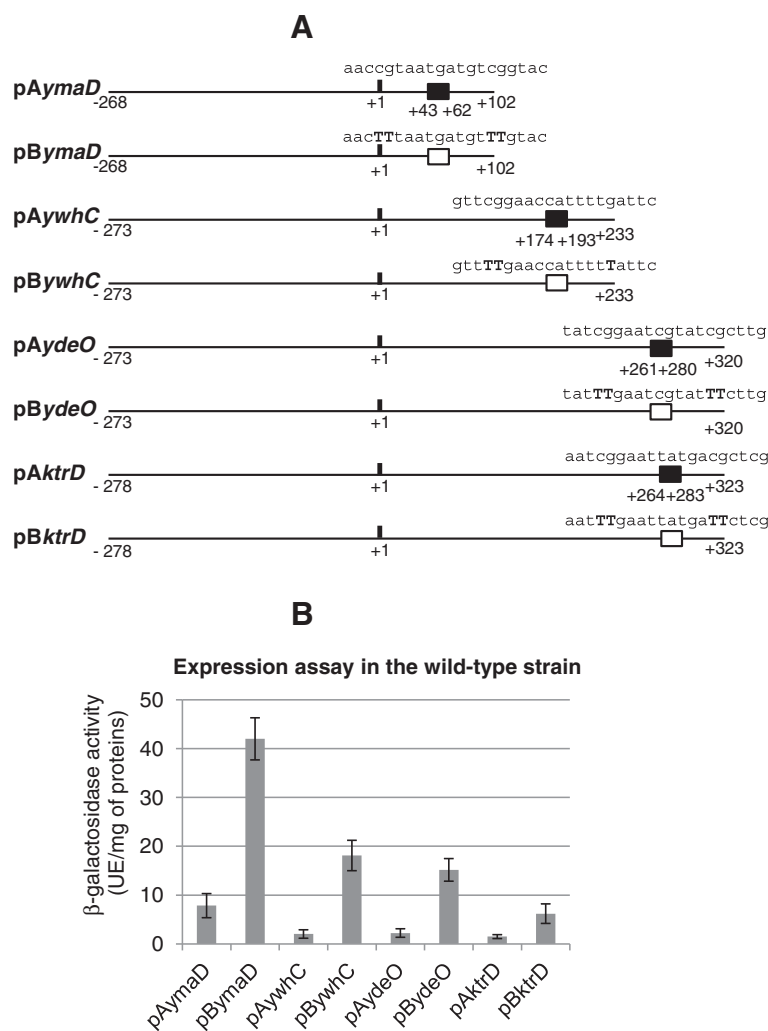 A
aaccgtaatgatgtcggtac
pAymaD
-268 +1 +43 +62 +102
aacTTtaatgatgtTTgtac
pBymaD
-268 +1 +102
gttcggaaccattttgattc
pAywhC
- 273 +1 +174 +193 +233
gttTTgaaccattttTattc
pBywhC
- 273 +1 +233
tatcggaatcgtatcgcttg
pAydeO
- 273 +1 +261+280 +320
tatTTgaatcgtatTTcttg
pBydeO
- 273 +1 +320
aatcggaattatgacgctcg
pAktrD
- 278 +1 +264+283 +323
aatTTgaattatgaTTctcg
pBktrD
- 278 +1 +323
B
Expression assay in the wild-type strain
β-galactosidase activity
(UE/mg of proteins)
50
40
30
20
10
0
pAymaD
pBymaD
pAywhC
pBywhC
pAydeO
pBydeO
pAktrD
pBktrD